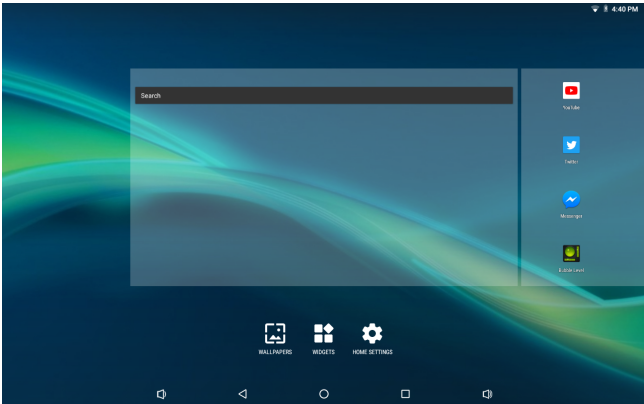 4:40 PM
Search
YouTube
Twitter
Messenger
Bubble Level
WALLPAPERS
WIDGETS
HOME SETTINGS